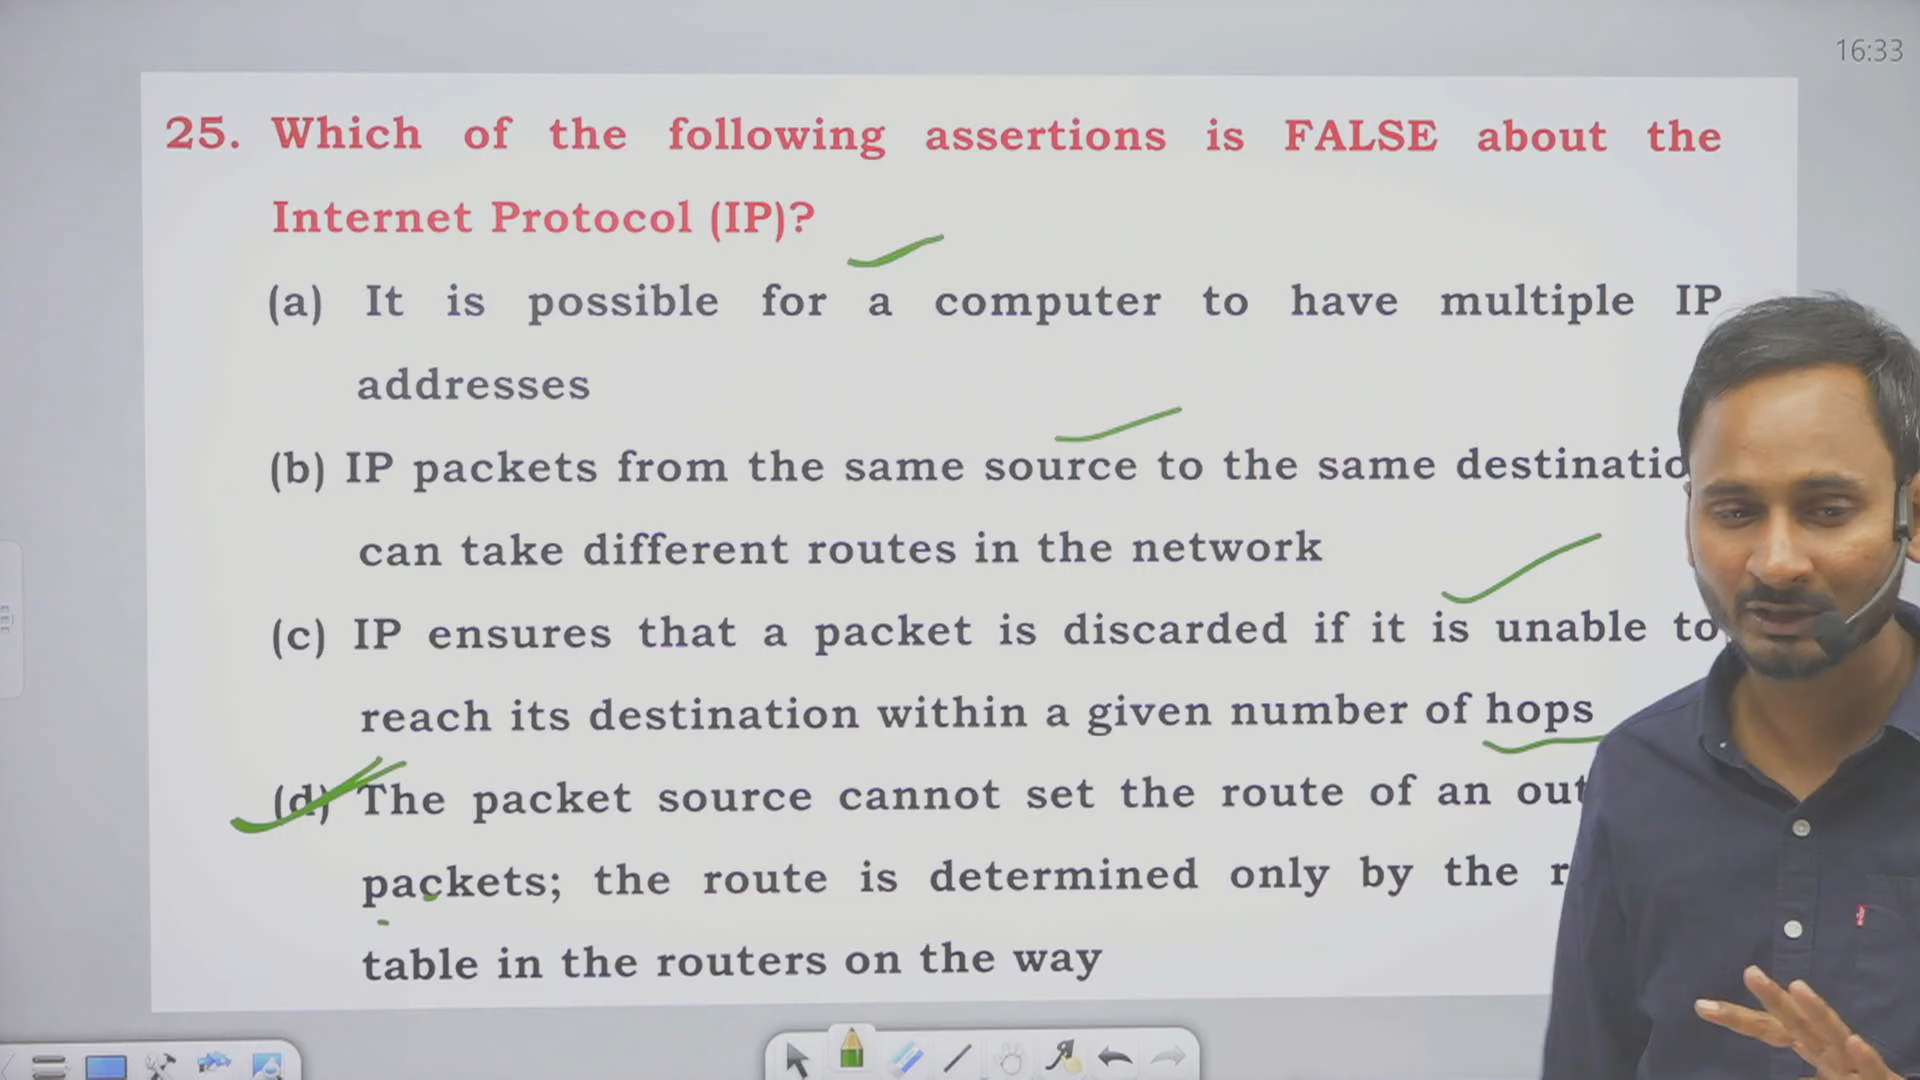 16:33
25. Which of the following assertions is FALSE about the
Internet Protocol (IP)?
(a) It is possible for a computer to have multiple IP
addresses
(b) IP packets from the same source to the same destinatio
can take different routes in the network
(c) IP ensures that a packet is discarded if it is unable to
reach its destination within a given number of hops
(d) The packet source cannot set the route of an out
packets; the route is determined only by the r
table in the routers on the way